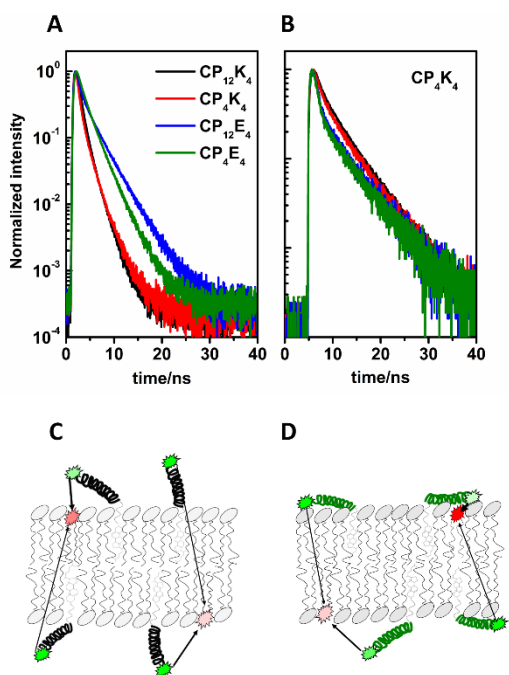 A
B
Normalized intensity
10⁰
10⁻¹
10⁻²
10⁻³
10⁻⁴
CP₁₂K₄
CP₄K₄
CP₁₂E₄
CP₄E₄
CP₄K₄
0 10 20 30 40
0 10 20 30 40
time/ns
time/ns
C
D